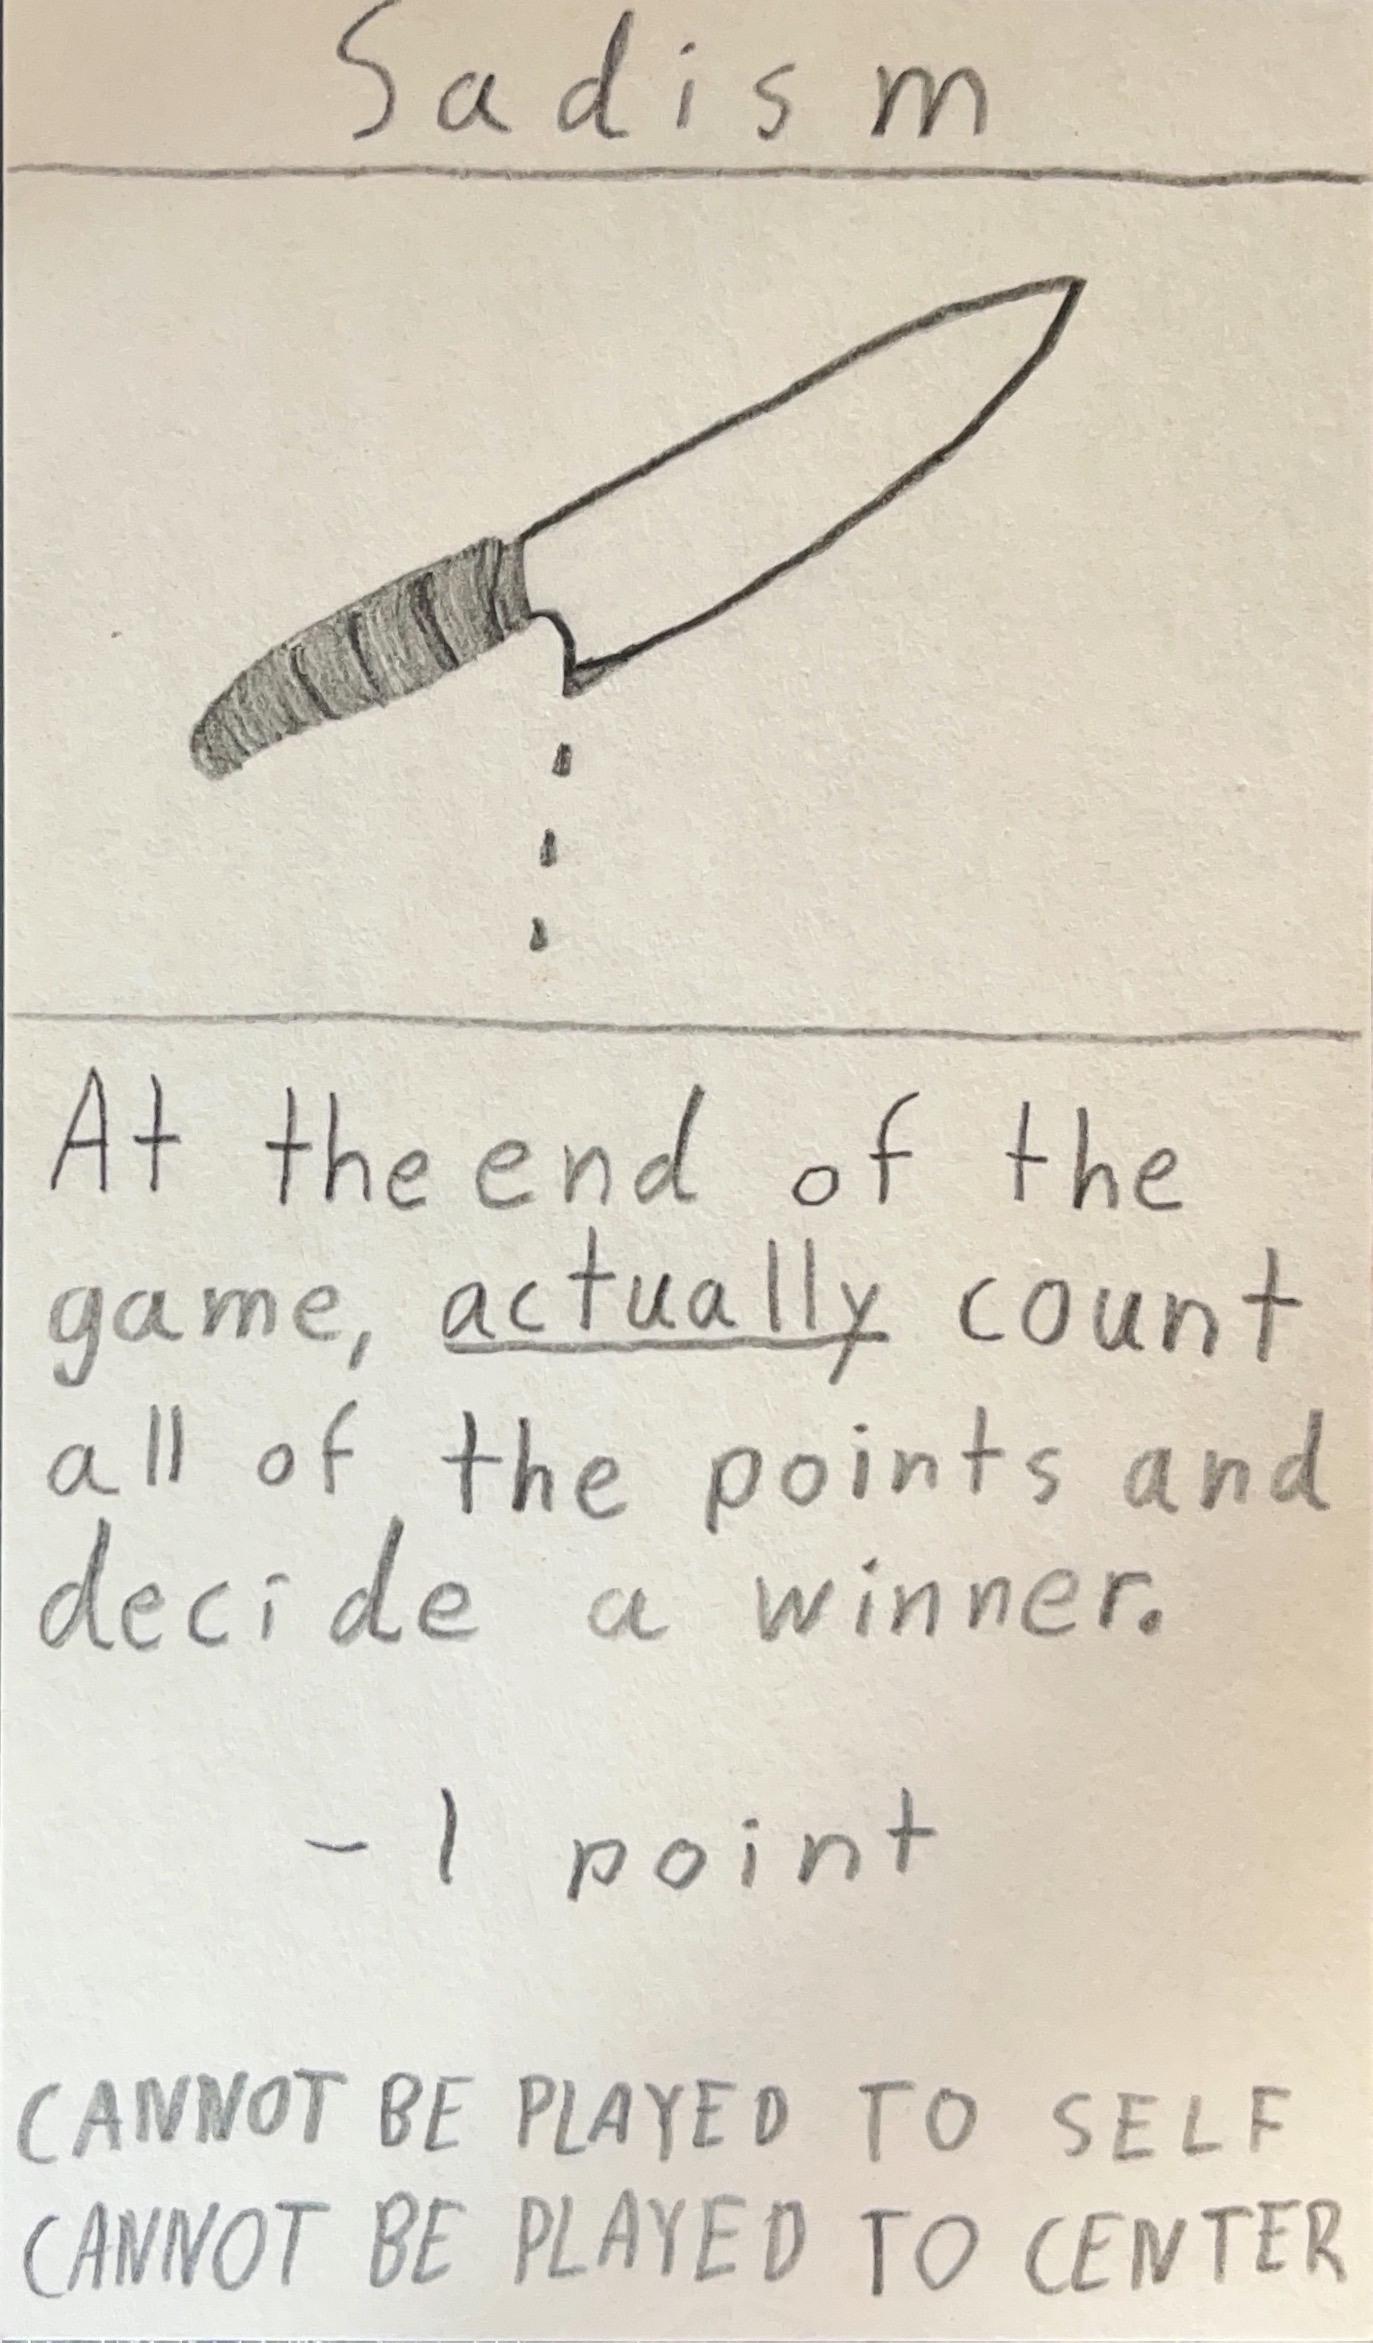 Sadism
At the end of the
game, actually count
all of the points and
decide a winner.
-1 point
CANNOT BE PLAYED TO SELF
CANNOT BE PLAYED TO CENTER